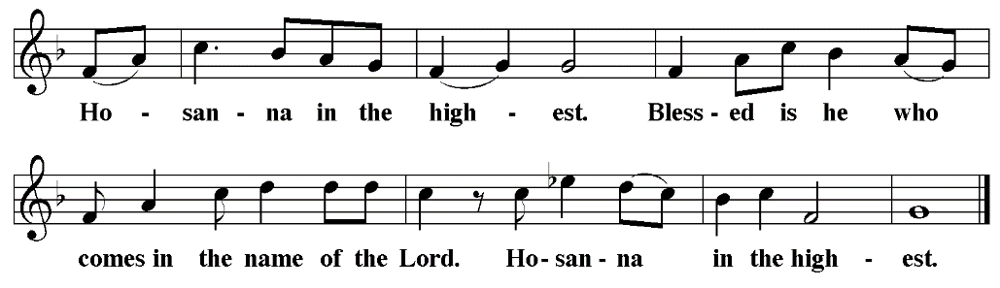 Ho - san - na in the high - est. Bless - ed is he who
comes in the name of the Lord. Ho - san - na in the high - est.